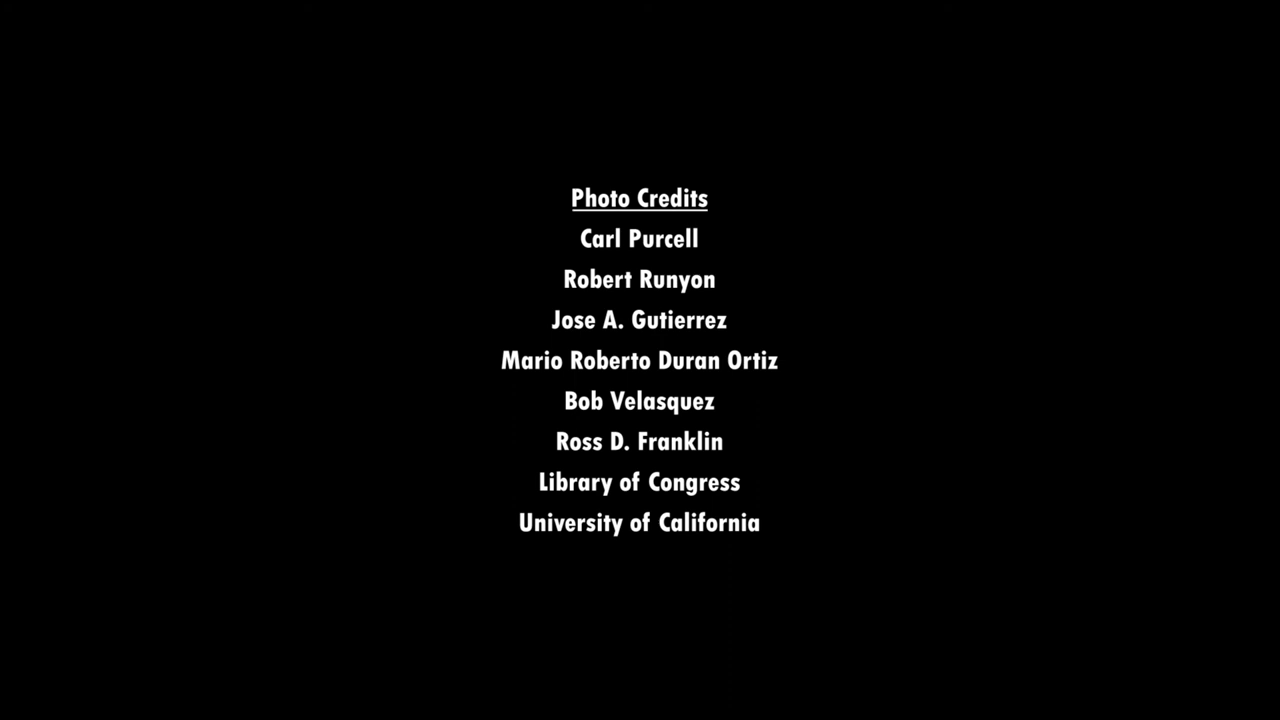 Photo Credits
Carl Purcell
Robert Runyon
Jose A. Gutierrez
Mario Roberto Duran Ortiz
Bob Velasquez
Ross D. Franklin
Library of Congress
University of California